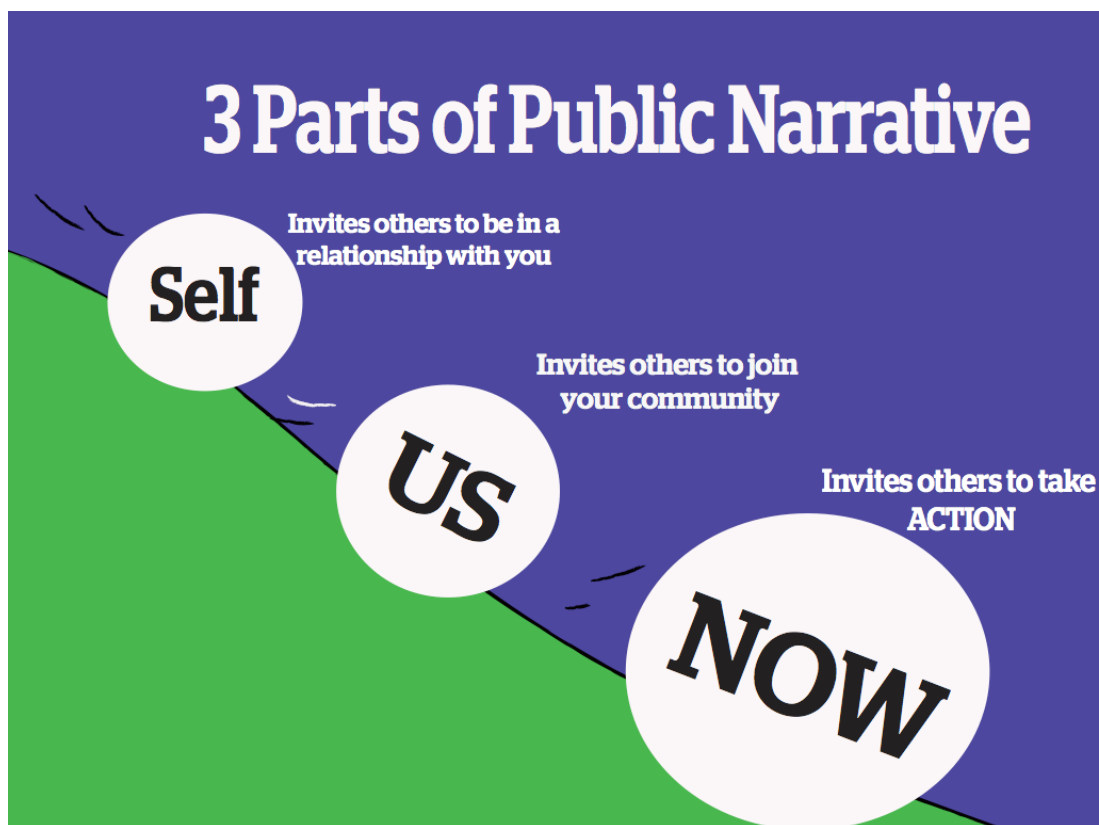 3 Parts of Public Narrative
Invites others to be in a
relationship with you
Self
Invites others to join
your community
US
Invites others to take
ACTION
NOW